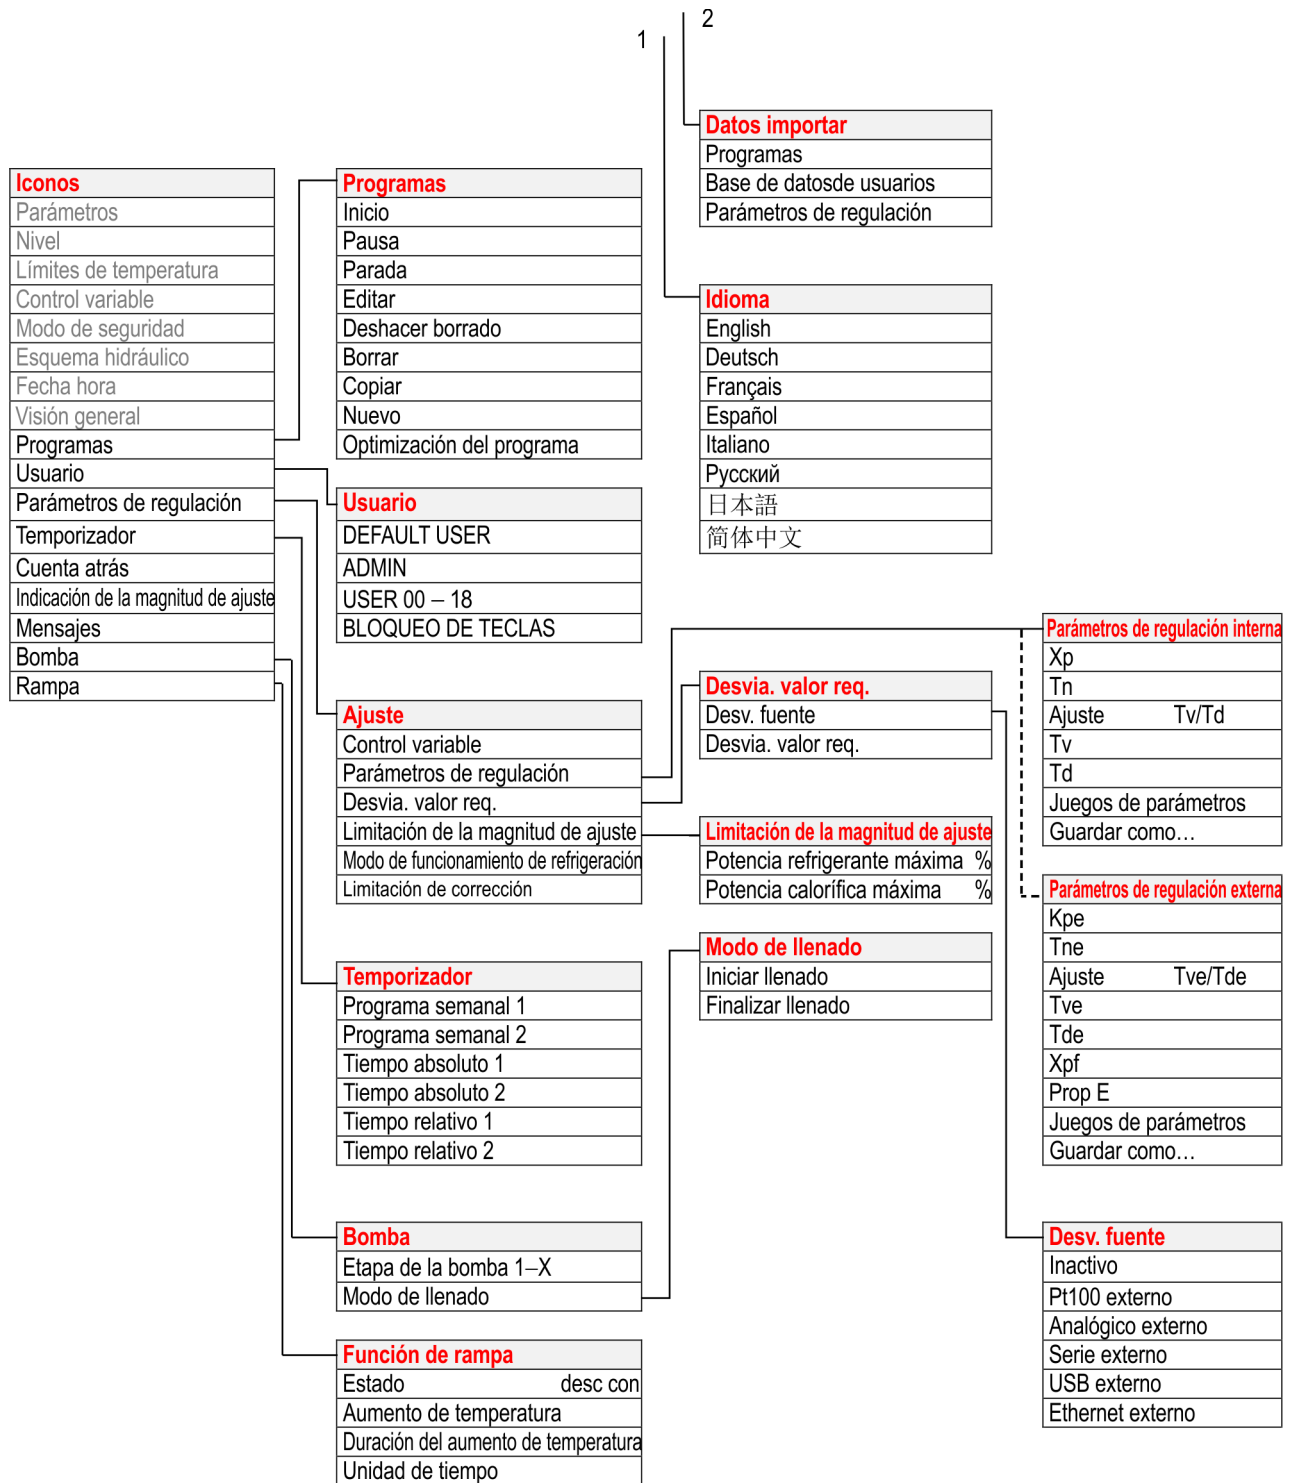 1
2
Iconos
Parámetros
Nivel
Límites de temperatura
Control variable
Modo de seguridad
Esquema hidráulico
Fecha hora
Visión general
Programas
Usuario
Parámetros de regulación
Temporizador
Cuenta atrás
Indicación de la magnitud de ajuste
Mensajes
Bomba
Rampa
Programas
Inicio
Pausa
Parada
Editar
Deshacer borrado
Borrar
Copiar
Nuevo
Optimización del programa
Usuario
DEFAULT USER
ADMIN
USER 00 – 18
BLOQUEO DE TECLAS
Ajuste
Control variable
Parámetros de regulación
Desvia. valor req.
Limitación de la magnitud de ajuste
Modo de funcionamiento de refrigeración
Limitación de corrección
Temporizador
Programa semanal 1
Programa semanal 2
Tiempo absoluto 1
Tiempo absoluto 2
Tiempo relativo 1
Tiempo relativo 2
Bomba
Etapa de la bomba 1–X
Modo de llenado
Función de rampa
Estado desc con
Aumento de temperatura
Duración del aumento de temperatura
Unidad de tiempo
Datos importar
Programas
Base de datosde usuarios
Parámetros de regulación
Idioma
English
Deutsch
Français
Español
Italiano
Русский
日本語
简体中文
Desvia. valor req.
Desv. fuente
Desvia. valor req.
Limitación de la magnitud de ajuste
Potencia refrigerante máxima %
Potencia calorífica máxima %
Modo de llenado
Iniciar llenado
Finalizar llenado
Parámetros de regulación interna
Xp
Tn
Ajuste Tv/Td
Tv
Td
Juegos de parámetros
Guardar como…
Parámetros de regulación externa
Kpe
Tne
Ajuste Tve/Tde
Tve
Tde
Xpf
Prop E
Juegos de parámetros
Guardar como…
Desv. fuente
Inactivo
Pt100 externo
Analógico externo
Serie externo
USB externo
Ethernet externo